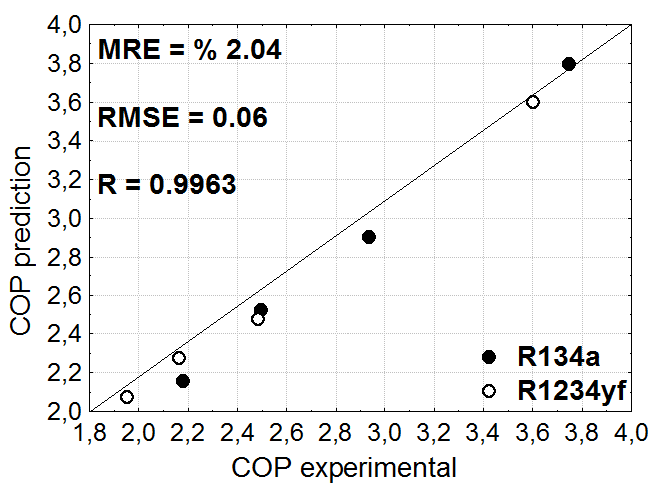 4,0
MRE = % 2.04
3,8
3,6
RMSE = 0.06
3,4
3,2
R = 0.9963
3,0
2,8
2,6
2,4
2,2
2,0
COP prediction
R134a
R1234yf
1,8 2,0 2,2 2,4 2,6 2,8 3,0 3,2 3,4 3,6 3,8 4,0
COP experimental